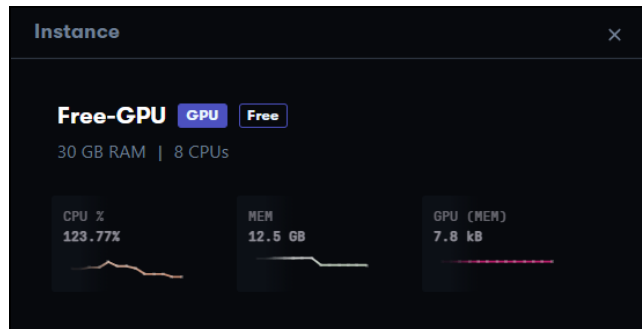 Instance
Free-GPU GPU Free
30 GB RAM | 8 CPUs
CPU % MEM GPU (MEM)
123.77% 12.5 GB 7.8 kB